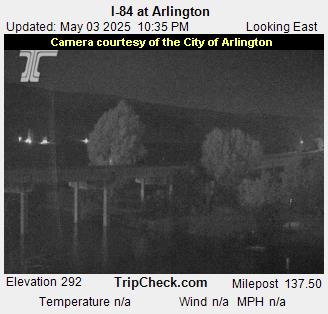 I-84 at Arlington
Updated: May 03 2025 10:35 PM Looking East
Camera courtesy of the City of Arlington
Elevation 292 TripCheck.com Milepost 137.50
Temperature n/a Wind n/a MPH n/a